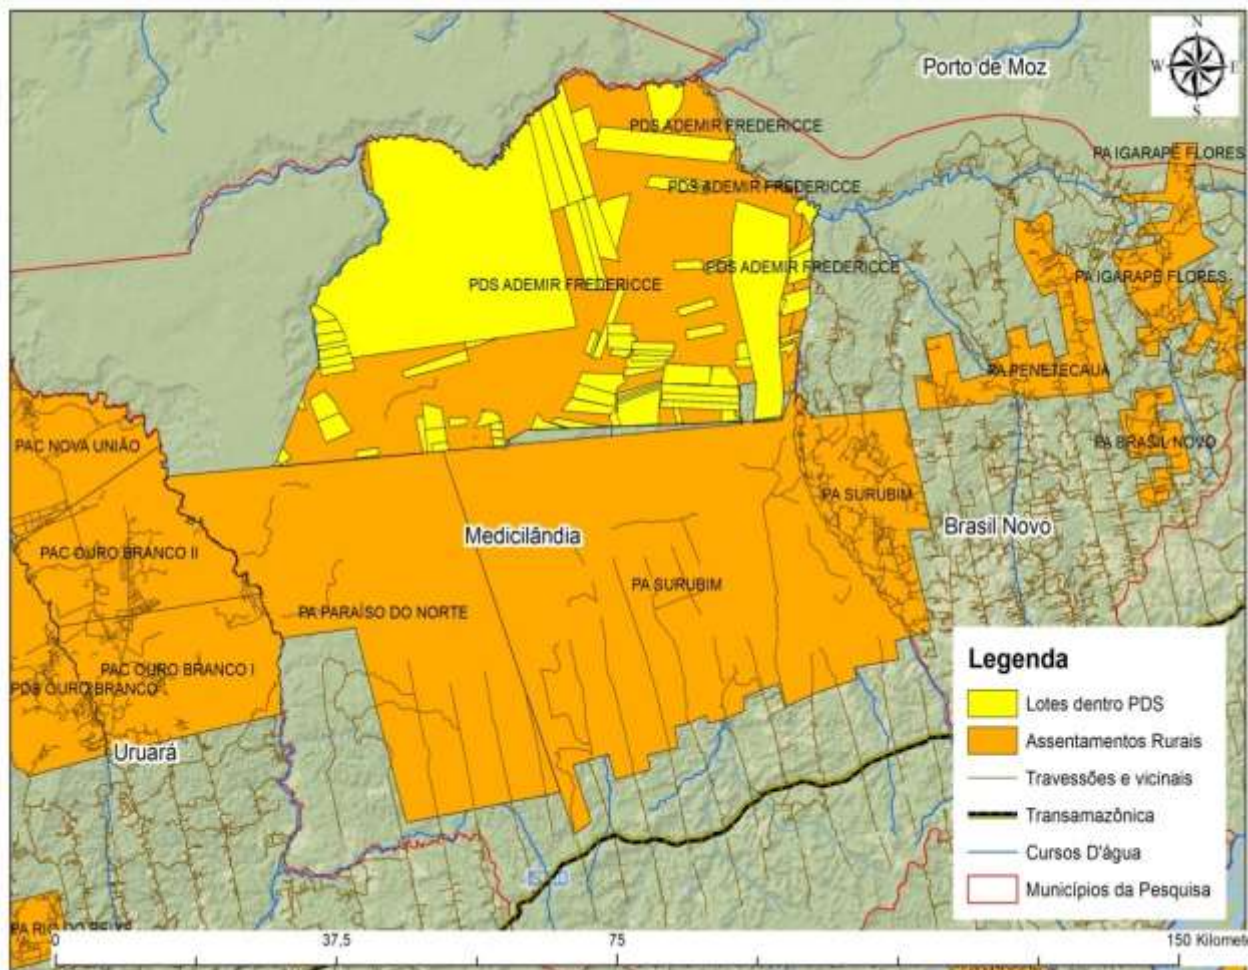 N
W E
S
Porto de Moz
PDS ADEMIR FREDERICCE
PA IGARAPE FLORES
PDS ADEMIR FREDERICCE
PDS ADEMIR FREDERICCE
PA IGARAPE FLORES
PDS ADEMIR FREDERICCE
PA PENETECAUA
PAC NOVA UNIÃO
PA BRASIL NOVO
PA SURUBIM
Medicilândia
Brasil Novo
PAC OURO BRANCO II
PA SURUBIM
PA PARAÍSO DO NORTE
PAC OURO BRANCO I
PDS OURO BRANCO
Uruará
Legenda
Lotes dentro PDS
Assentamentos Rurais
Travessões e vicinais
Transamazônica
Cursos D'água
Municípios da Pesquisa
0 37,5 75 150 Kilomete